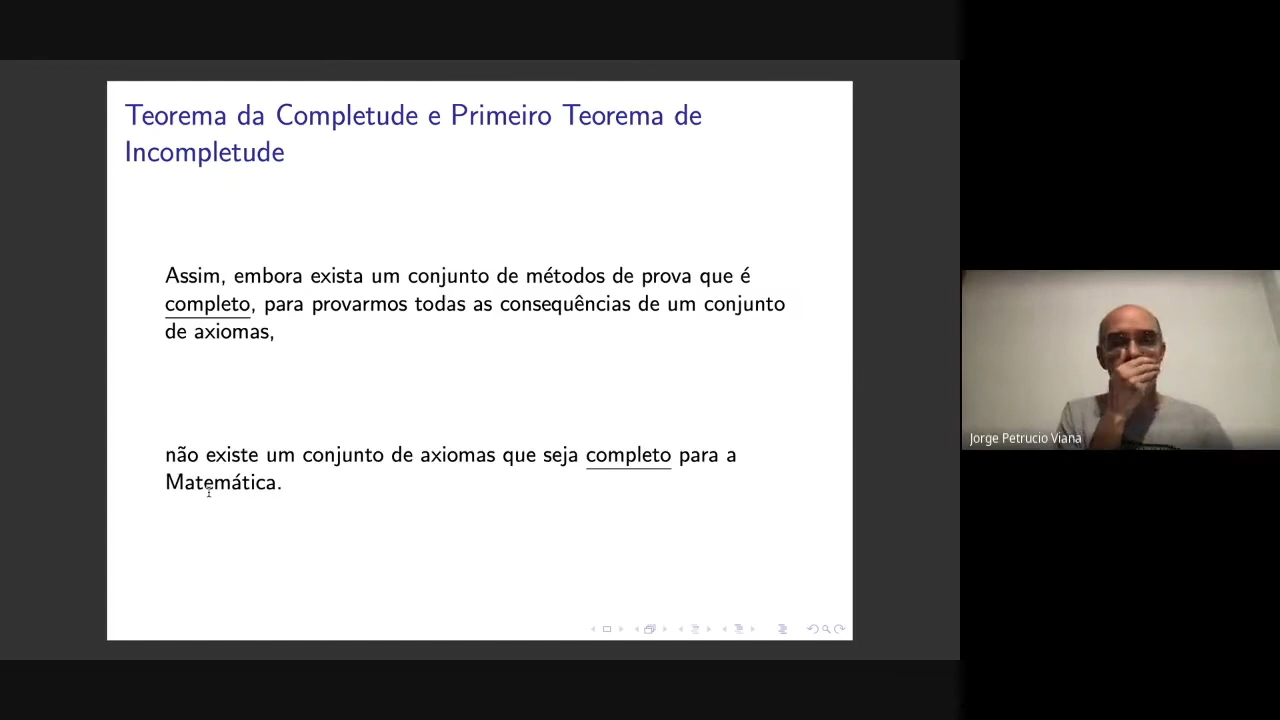 Teorema da Completude e Primeiro Teorema de
Incompletude
Assim, embora exista um conjunto de métodos de prova que é
completo, para provarmos todas as consequências de um conjunto
de axiomas,
não existe um conjunto de axiomas que seja completo para a
Matemática.
Jorge Petrucio Viana